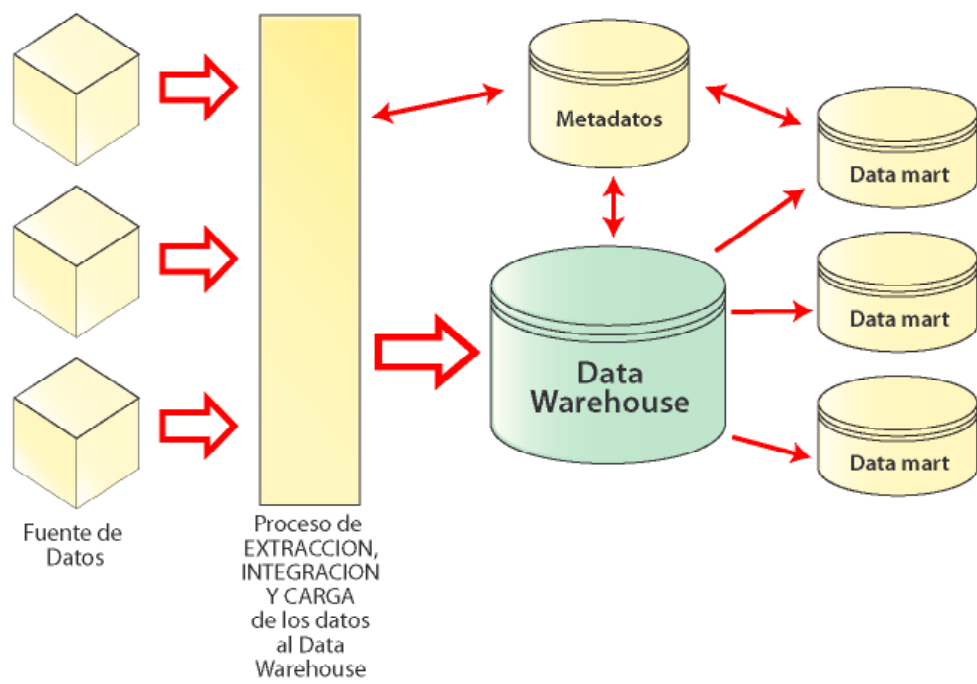 Metadatos
Data mart
Data mart
Data
Warehouse
Data mart
Fuente de
Datos
Proceso de
EXTRACCION,
INTEGRACION
Y CARGA
de los datos
al Data
Warehouse